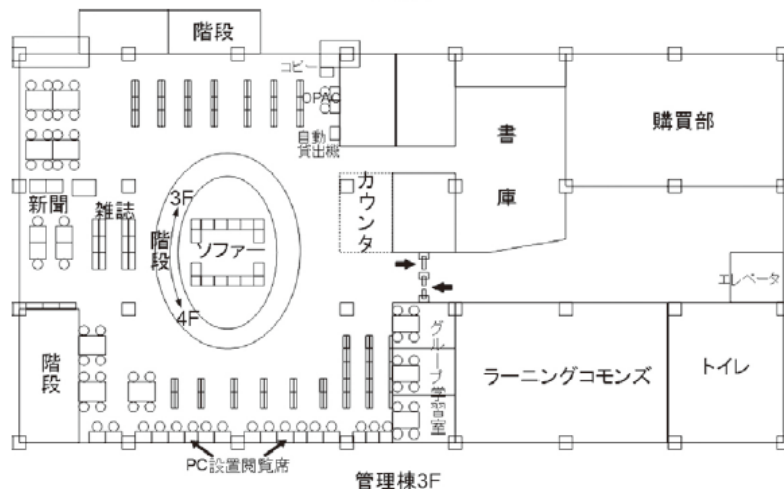 階段
コピー
OPAC
自動
貸出機
書庫
購買部
カウンタ
新聞
雑誌
3F
階段
4F
ソファー
エレベータ
階段
グループ学習室
ラーニングコモンズ
トイレ
PC設置閲覧席
管理棟3F